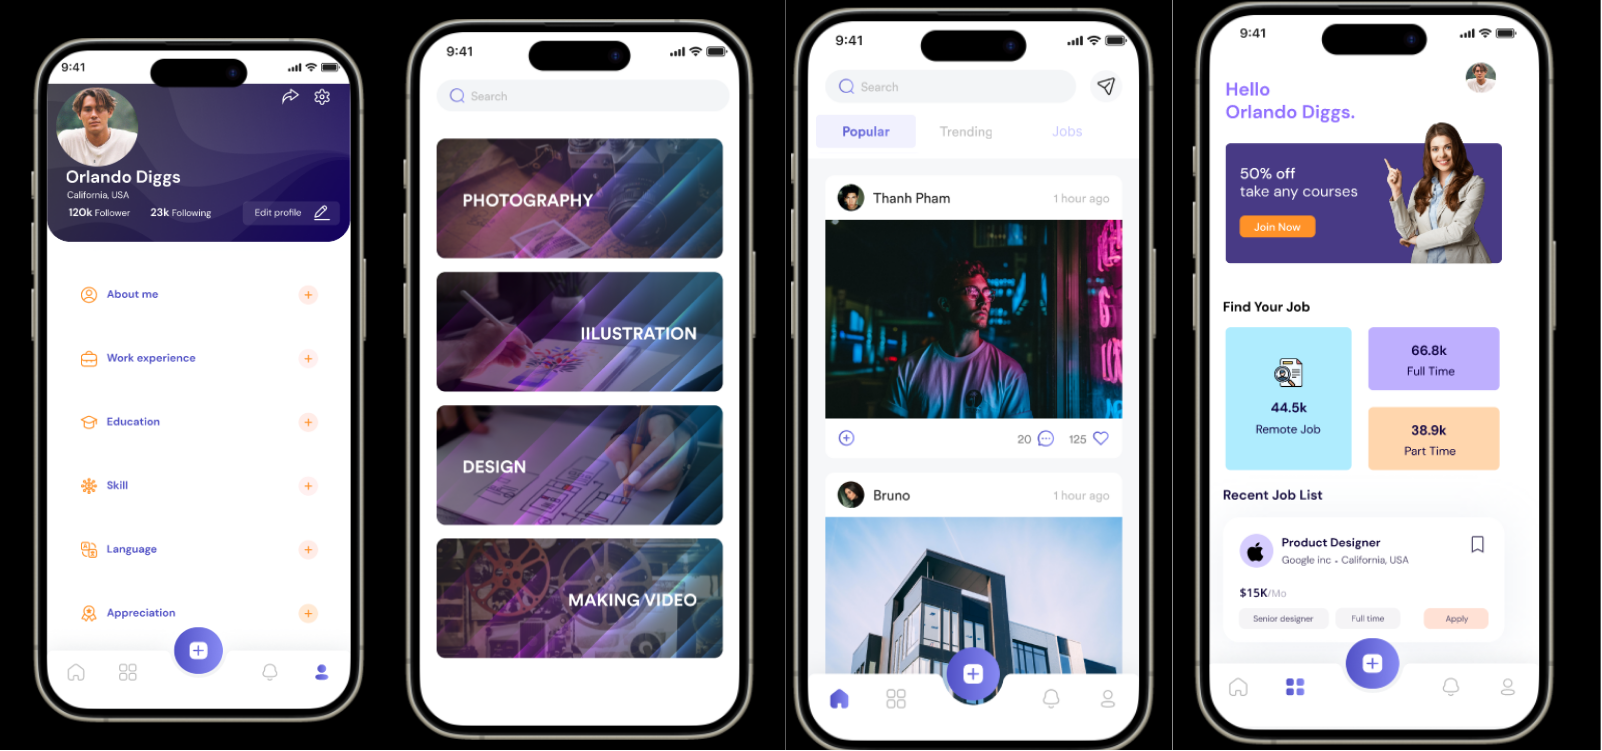 9:41
Orlando Diggs
California, USA
120k Follower 23k Following Edit profile
About me
Work experience
Education
Skill
Language
Appreciation
9:41
Search
PHOTOGRAPHY
IILUSTRATION
DESIGN
MAKING VIDEO
9:41
Search
Popular Trending Jobs
Thanh Pham 1 hour ago
20 125
Bruno 1 hour ago
9:41
Hello
Orlando Diggs.
50% off
take any courses
Join Now
Find Your Job
44.5k
Remote Job
66.8k
Full Time
38.9k
Part Time
Recent Job List
Product Designer
Google inc • California, USA
$15K/Mo
Senior designer Full time Apply